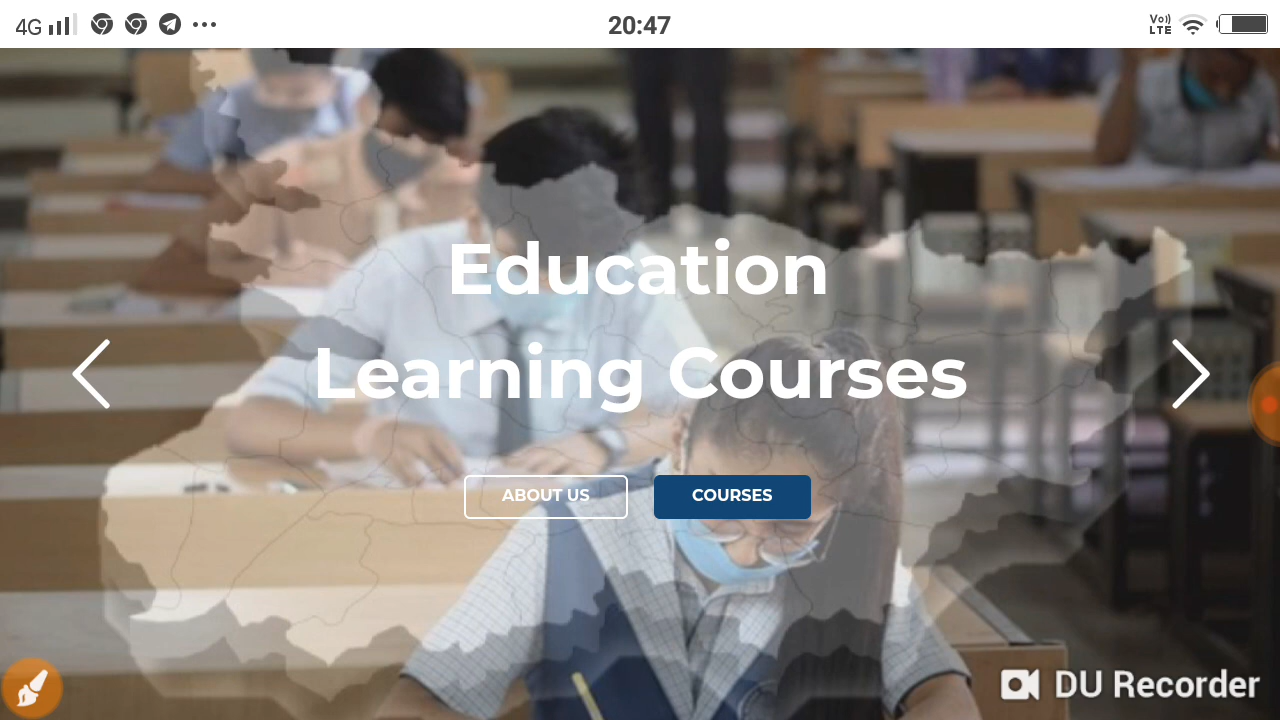 4G
20:47
Vo))
LTE
Education
Learning Courses
ABOUT US
COURSES
DU Recorder